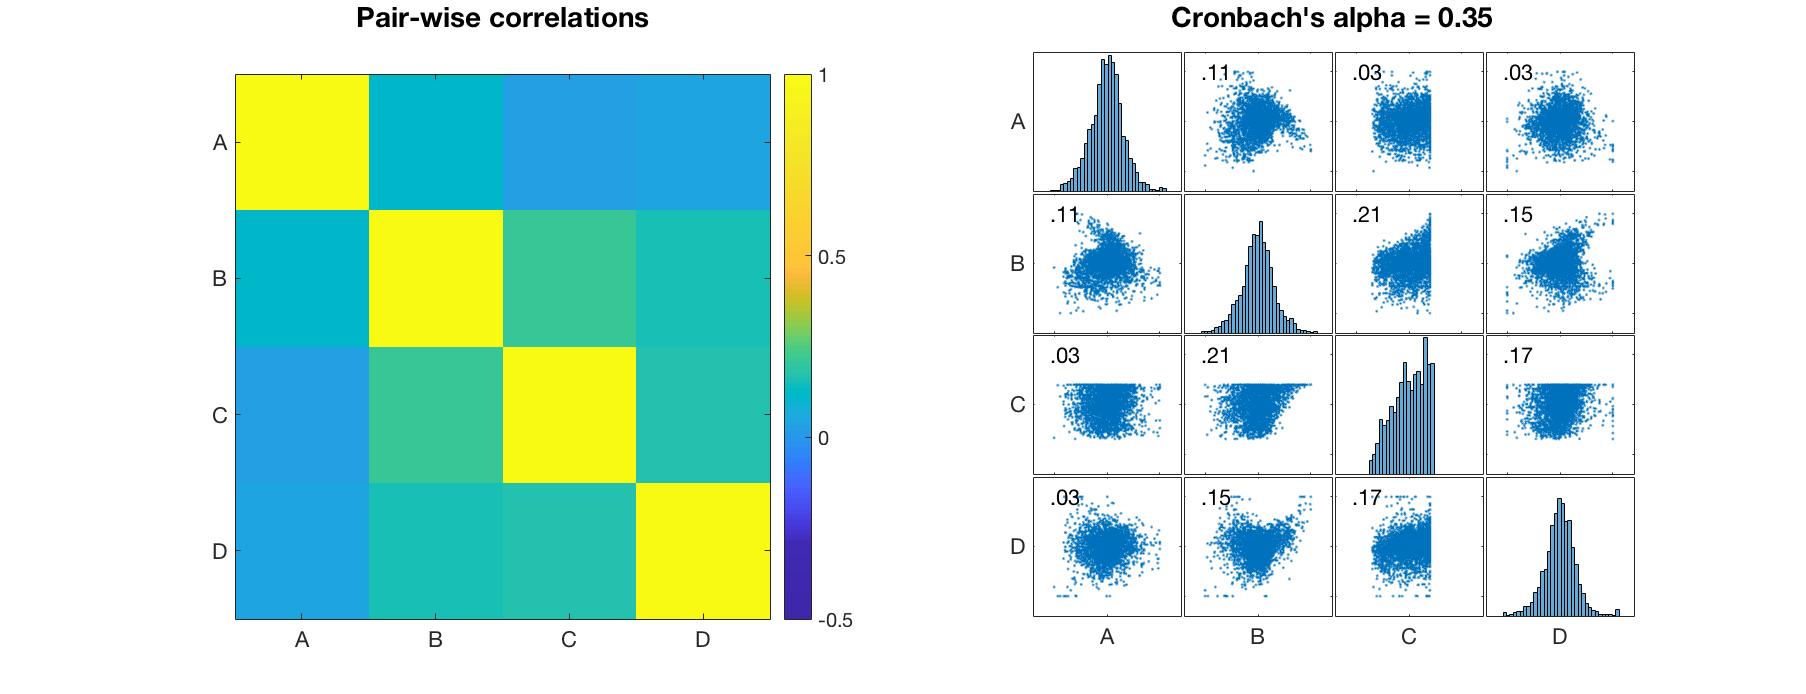 Pair-wise correlations
A
B
C
D
A
B
C
D
1
0.5
0
-0.5
Cronbach's alpha = 0.35
A
.11
.03
.03
B
.11
.21
.15
C
.03
.21
.17
D
.03
.15
.17
A
B
C
D